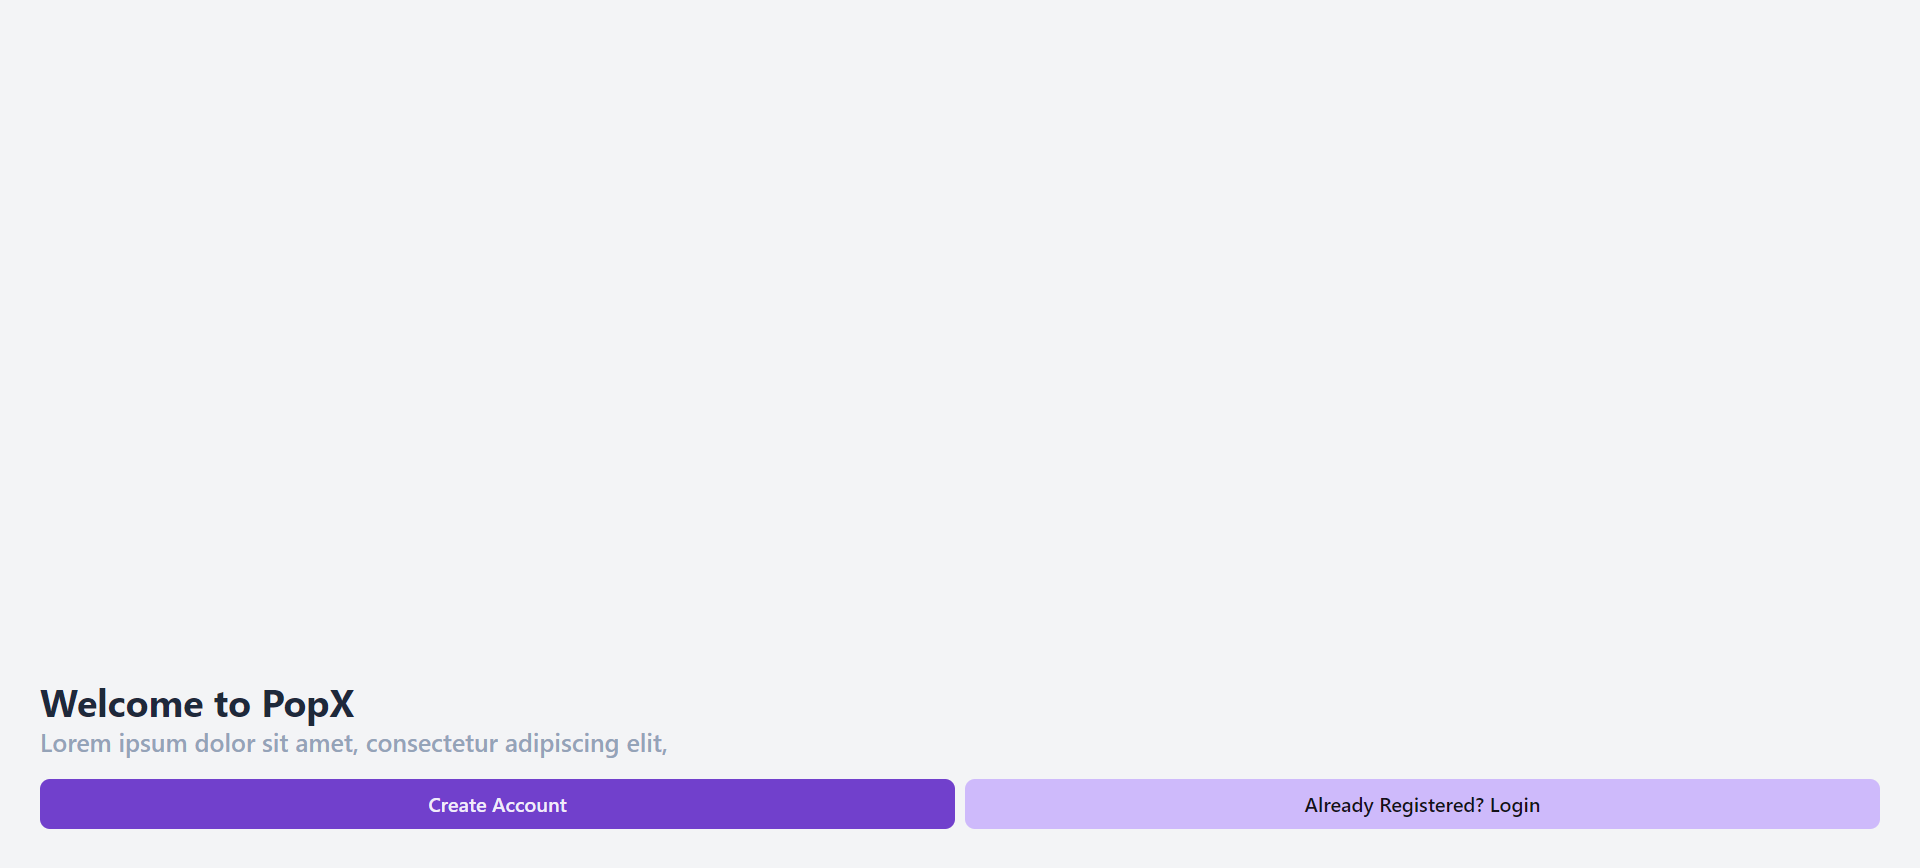 Welcome to PopX
Lorem ipsum dolor sit amet, consectetur adipiscing elit,
Create Account
Already Registered? Login